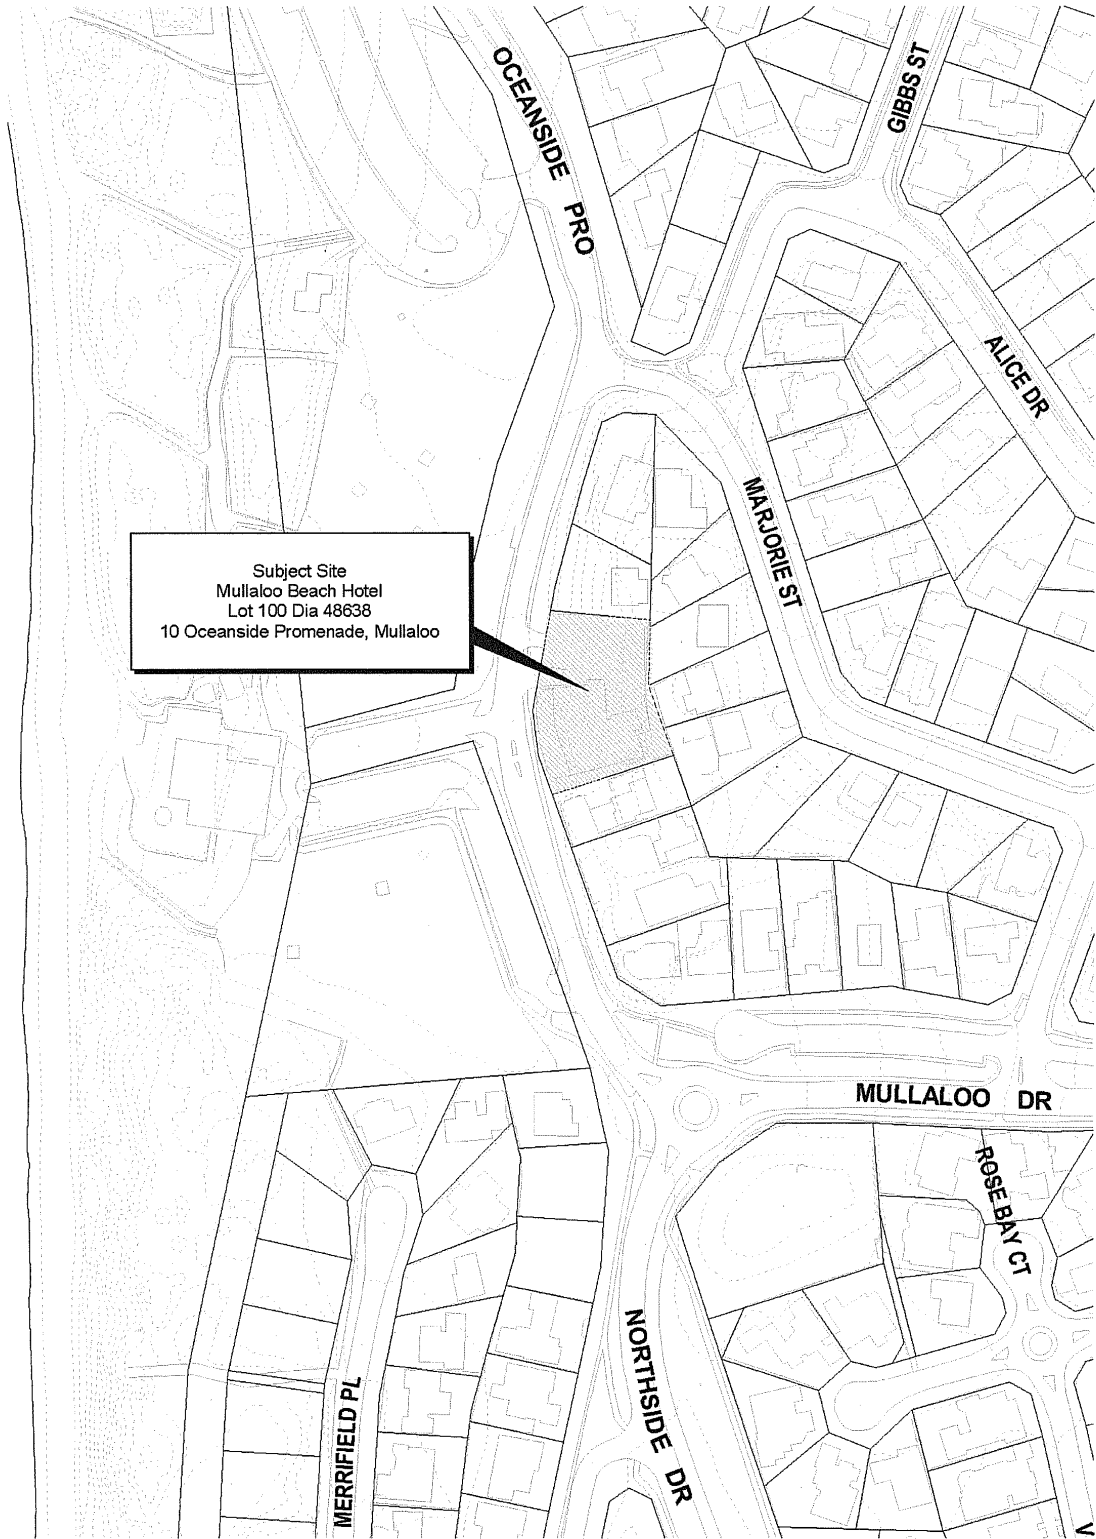 OCEANSIDE PRO
GIBBS ST
ALICE DR
MARJORIE ST
Subject Site
Mullaloo Beach Hotel
Lot 100 Dia 48638
10 Oceanside Promenade, Mullaloo
MULLALOO DR
ROSE BAY CT
NORTHSIDE DR
MERRIFIELD PL
V